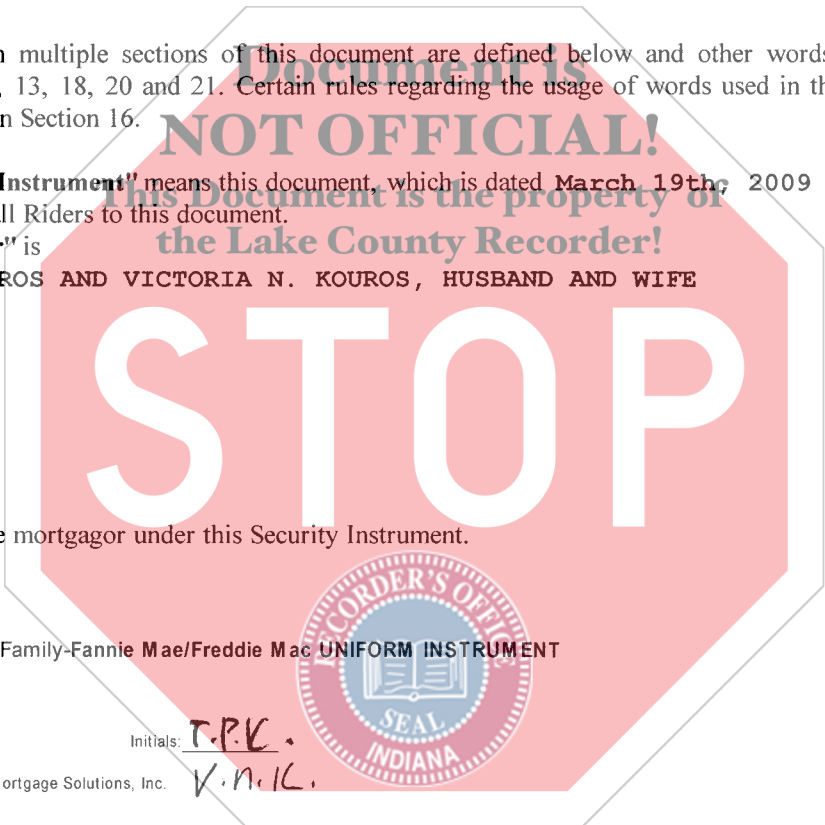 n multiple sections of this document are defined below and other words
, 13, 18, 20 and 21. Certain rules regarding the usage of words used in th
n Section 16.
Document is
NOT OFFICIAL!
This Document is the property of
the Lake County Recorder!
Instrument" means this document, which is dated March 19th, 2009
ll Riders to this document.
" is
ROS AND VICTORIA N. KOUROS, HUSBAND AND WIFE
STOP
e mortgagor under this Security Instrument.
RECORDER'S OFFICE
Family-Fannie Mae/Freddie Mac UNIFORM INSTRUMENT
SEAL
INDIANA
Initials: T.P.K.
ortgage Solutions, Inc. V.N.K.